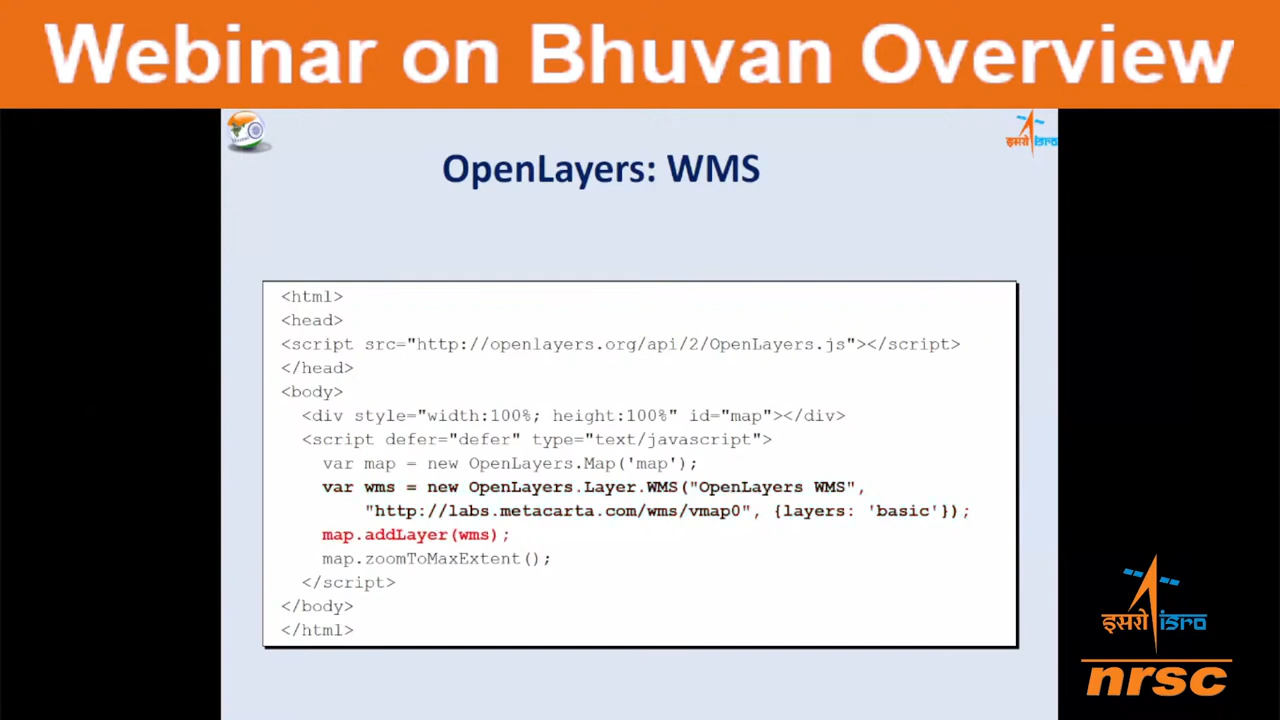 Webinar on Bhuvan Overview
इसरो isro
OpenLayers: WMS
<html>
<head>
<script src="http://openlayers.org/api/2/OpenLayers.js"></script>
</head>
<body>
<div style="width:100%; height:100%" id="map"></div>
<script defer="defer" type="text/javascript">
var map = new OpenLayers.Map('map');
var wms = new OpenLayers.Layer.WMS("OpenLayers WMS",
"http://labs.metacarta.com/wms/vmap0", {layers: 'basic'});
map.addLayer(wms);
map.zoomToMaxExtent();
</script>
</body>
</html>
इसरो isro
nrsc